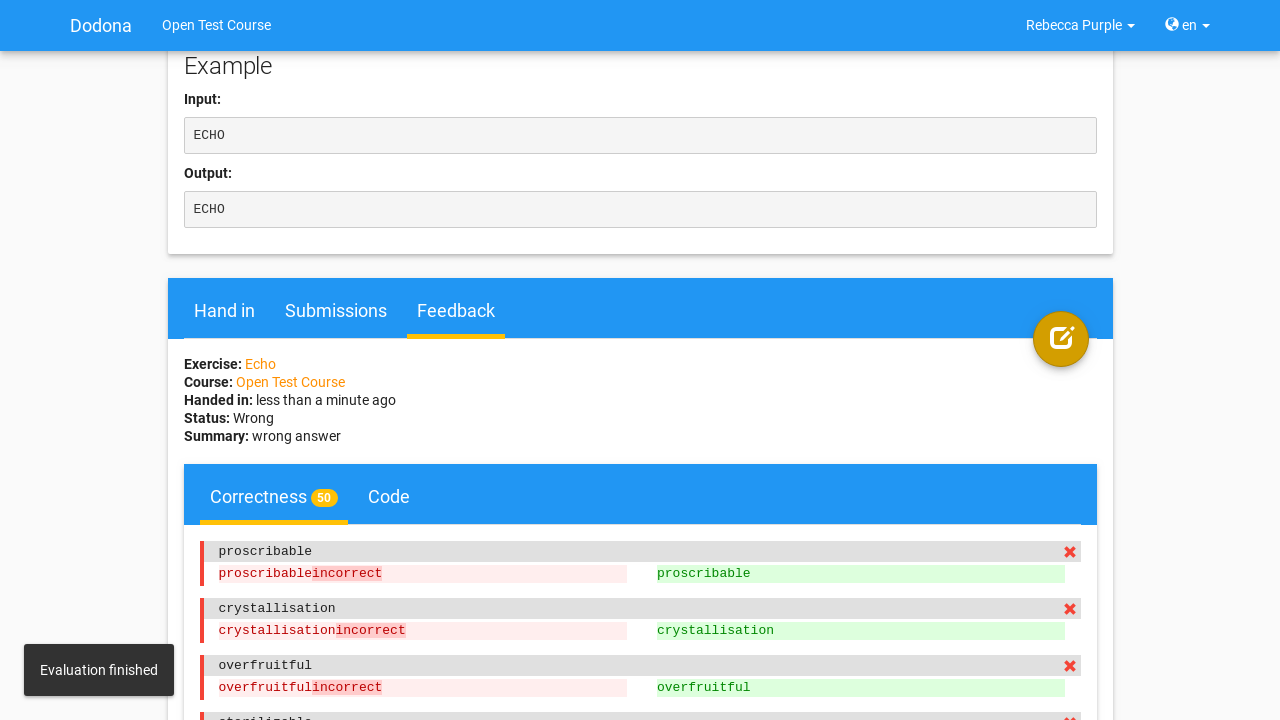 Dodona Open Test Course Rebecca Purple en
Example
Input:
ECHO
Output:
ECHO
Hand in Submissions Feedback
Exercise: Echo
Course: Open Test Course
Handed in: less than a minute ago
Status: Wrong
Summary: wrong answer
Correctness 50 Code
proscribable
proscribableincorrect proscribable
crystallisation
crystallisationincorrect crystallisation
overfruitful
overfruitfulincorrect overfruitful
Evaluation finished